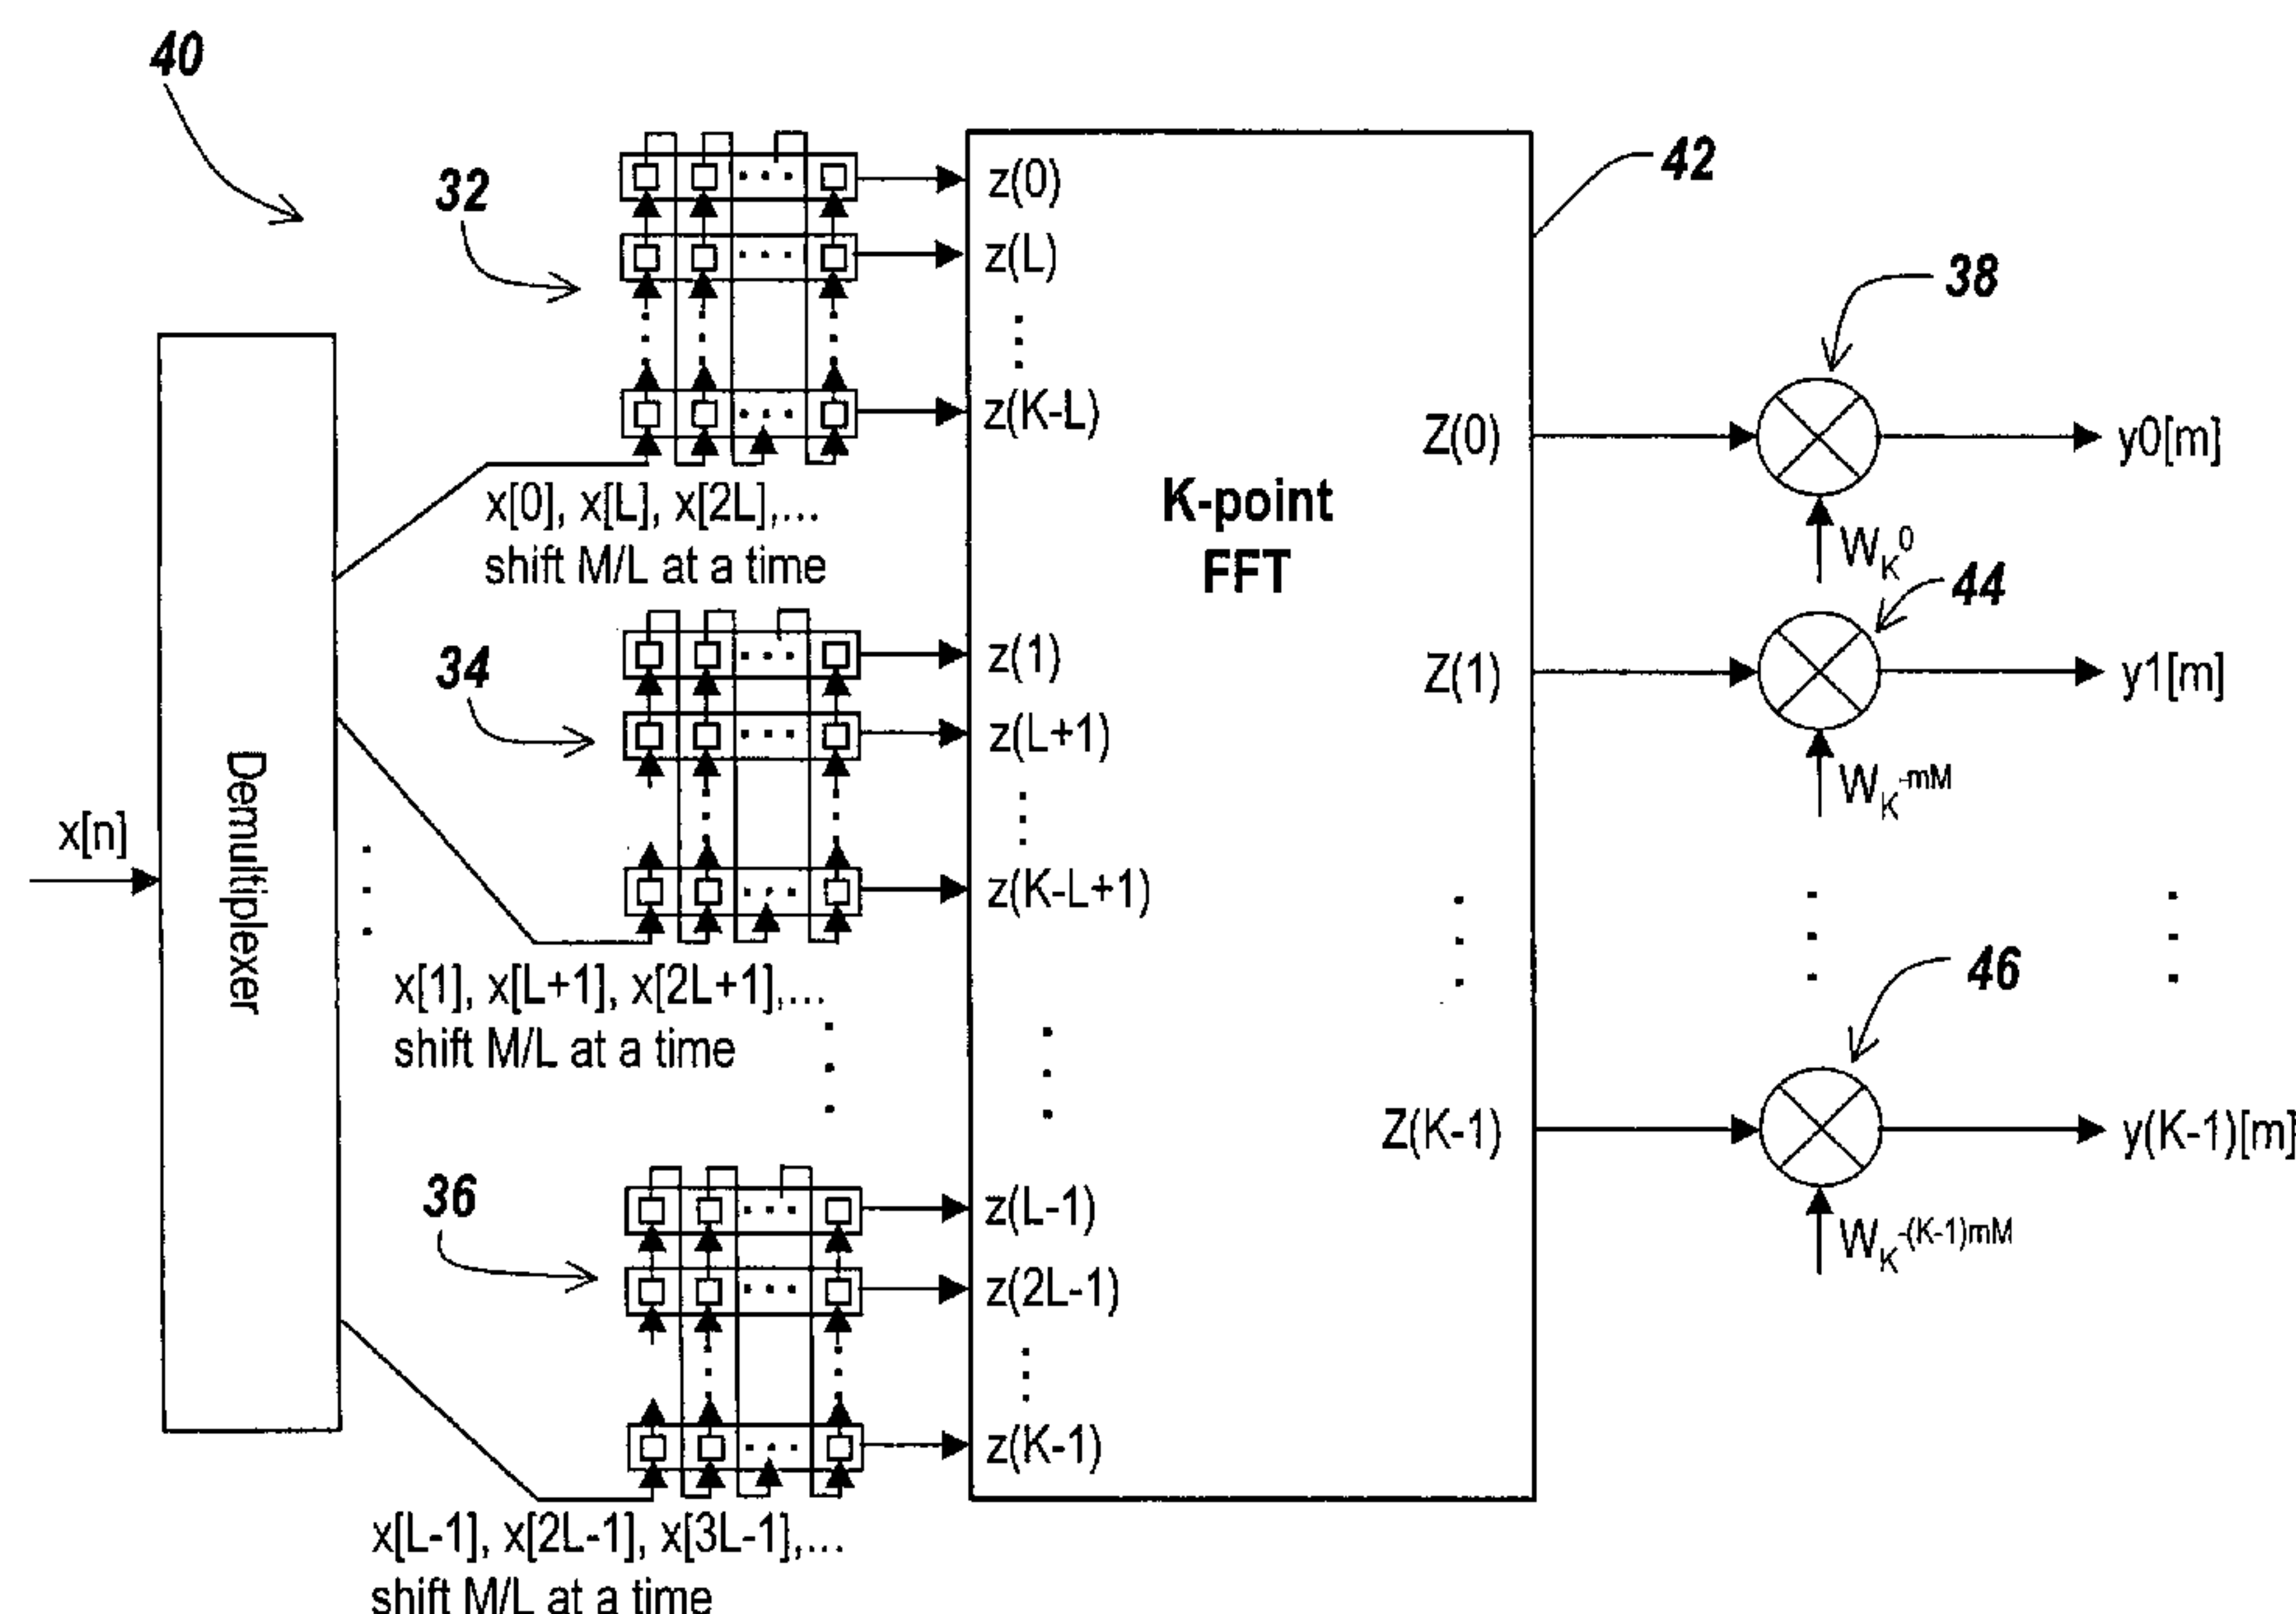 40
32
z(0)
42
z(L)
38
z(K-L)
Z(0)
y0[m]
x[0], x[L], x[2L],...
shift M/L at a time
K-point
FFT
W_K^0
44
34
z(1)
Z(1)
y1[m]
z(L+1)
W_K^-mM
x[n]
Demultiplexer
z(K-L+1)
x[1], x[L+1], x[2L+1],...
shift M/L at a time
46
Z(K-1)
y(K-1)[m]
36
z(L-1)
W_K^-(K-1)mM
z(2L-1)
z(K-1)
x[L-1], x[2L-1], x[3L-1],...
shift M/L at a time